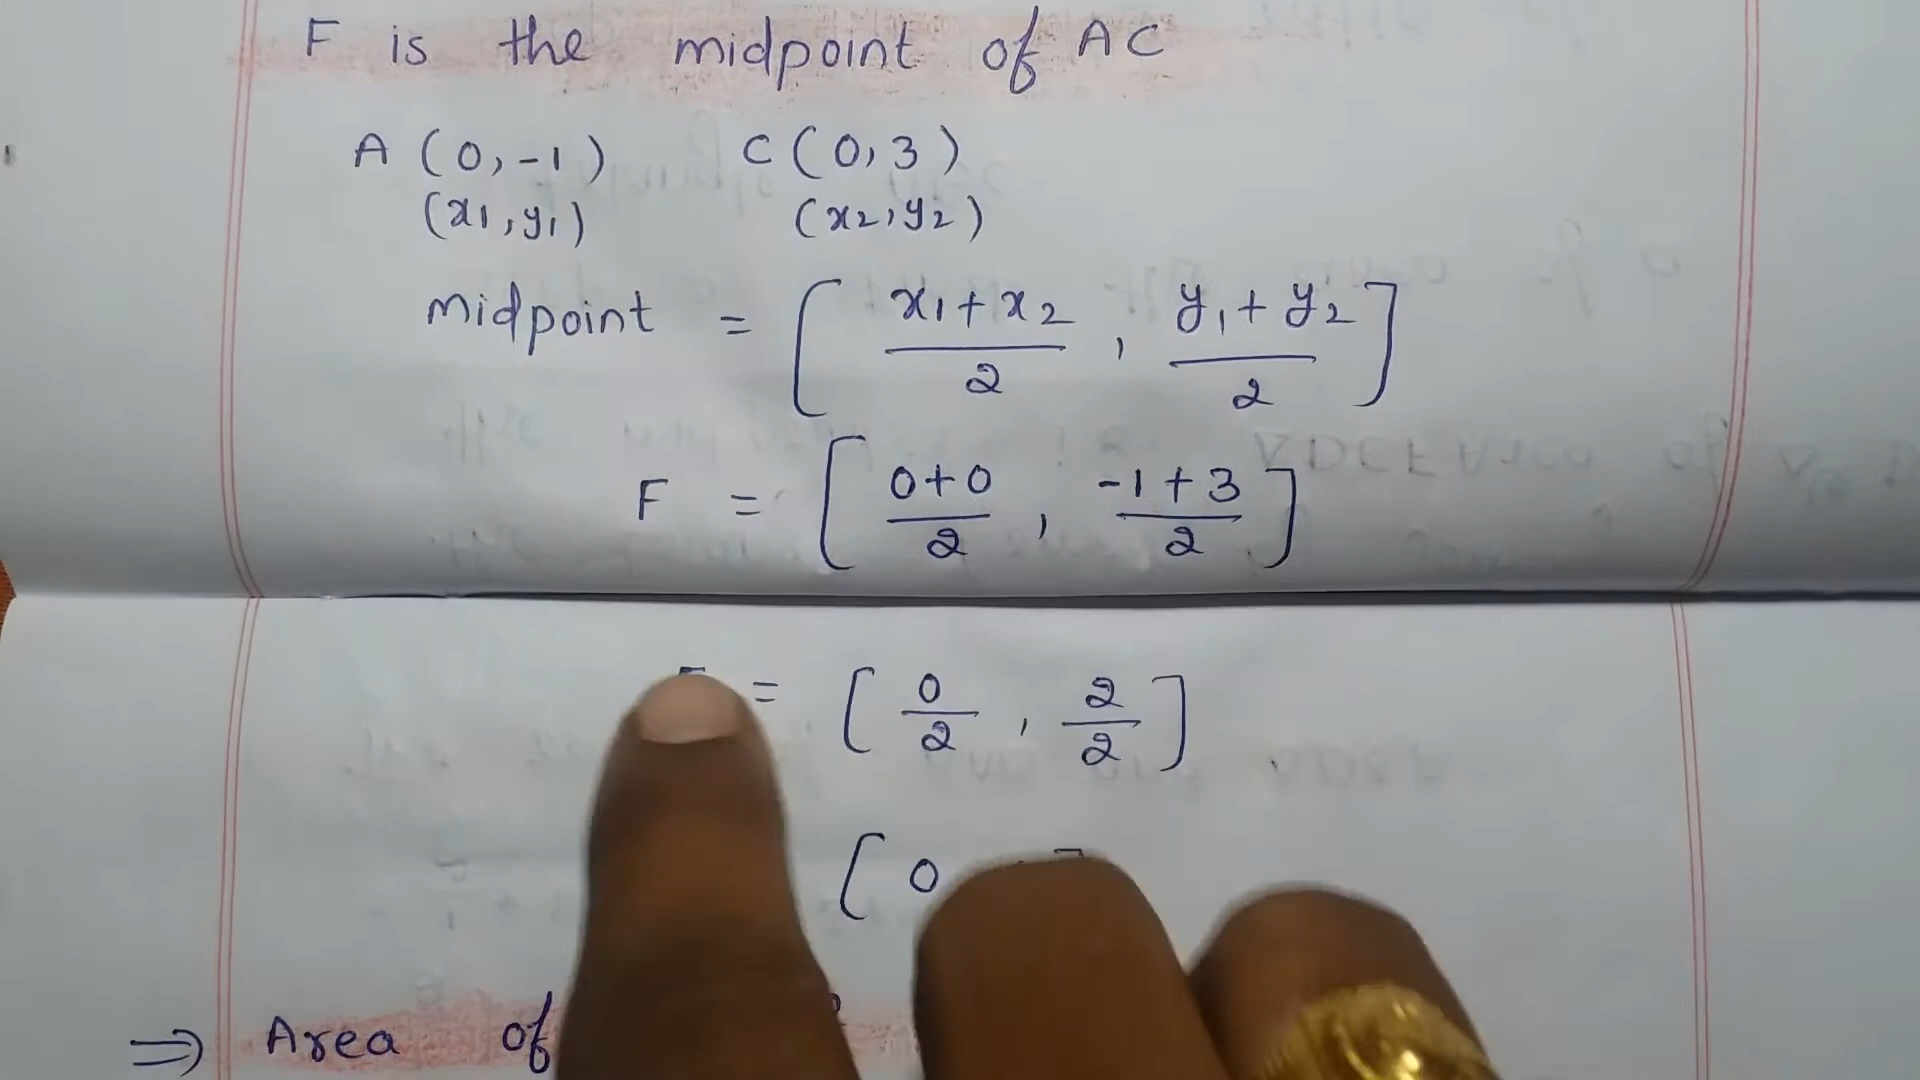 F is the midpoint of AC
A (0, -1) C (0, 3)
(x1, y1) (x2, y2)
midpoint = [ x1 + x2 / 2 , y1 + y2 / 2 ]
F = [ 0+0 / 2 , -1+3 / 2 ]
= [ 0 / 2 , 2 / 2 ]
[ 0
⇒ Area of